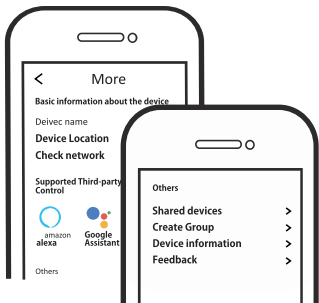 More
Basic information about the device
Deivec name
Device Location
Check network
Supported Third-party
Control
amazon
alexa
Google
Assistant
Others
Others
Shared devices
Create Group
Device information
Feedback